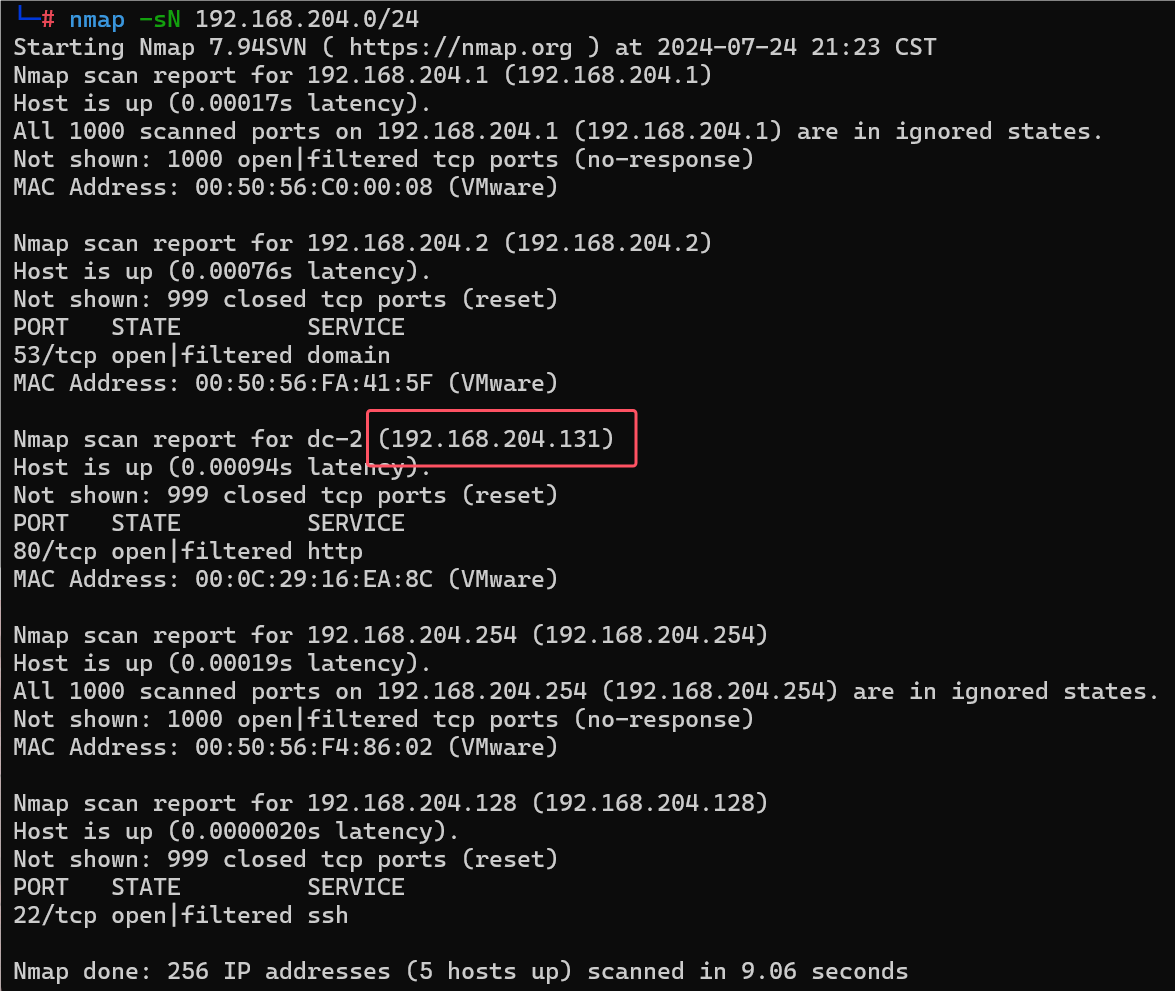 └─# nmap -sN 192.168.204.0/24
Starting Nmap 7.94SVN ( https://nmap.org ) at 2024-07-24 21:23 CST
Nmap scan report for 192.168.204.1 (192.168.204.1)
Host is up (0.00017s latency).
All 1000 scanned ports on 192.168.204.1 (192.168.204.1) are in ignored states.
Not shown: 1000 open|filtered tcp ports (no-response)
MAC Address: 00:50:56:C0:00:08 (VMware)

Nmap scan report for 192.168.204.2 (192.168.204.2)
Host is up (0.00076s latency).
Not shown: 999 closed tcp ports (reset)
PORT   STATE         SERVICE
53/tcp open|filtered domain
MAC Address: 00:50:56:FA:41:5F (VMware)

Nmap scan report for dc-2 (192.168.204.131)
Host is up (0.00094s latency).
Not shown: 999 closed tcp ports (reset)
PORT   STATE         SERVICE
80/tcp open|filtered http
MAC Address: 00:0C:29:16:EA:8C (VMware)

Nmap scan report for 192.168.204.254 (192.168.204.254)
Host is up (0.00019s latency).
All 1000 scanned ports on 192.168.204.254 (192.168.204.254) are in ignored states.
Not shown: 1000 open|filtered tcp ports (no-response)
MAC Address: 00:50:56:F4:86:02 (VMware)

Nmap scan report for 192.168.204.128 (192.168.204.128)
Host is up (0.0000020s latency).
Not shown: 999 closed tcp ports (reset)
PORT   STATE         SERVICE
22/tcp open|filtered ssh

Nmap done: 256 IP addresses (5 hosts up) scanned in 9.06 seconds